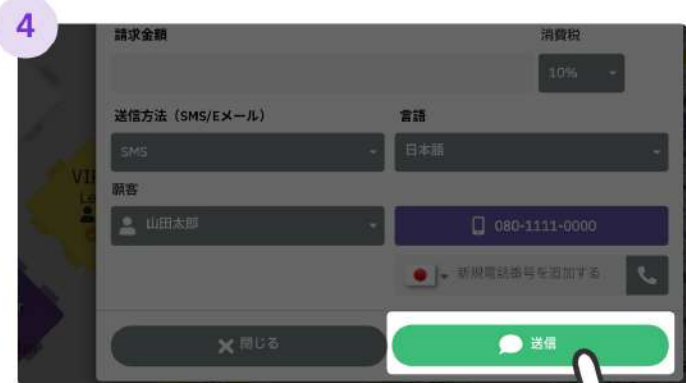 4
請求金額
消費税
10%
送信方法（SMS/Eメール）
言語
SMS
日本語
VIP
顧客
山田太郎
080-1111-0000
新規電話番号を追加する
閉じる
送信